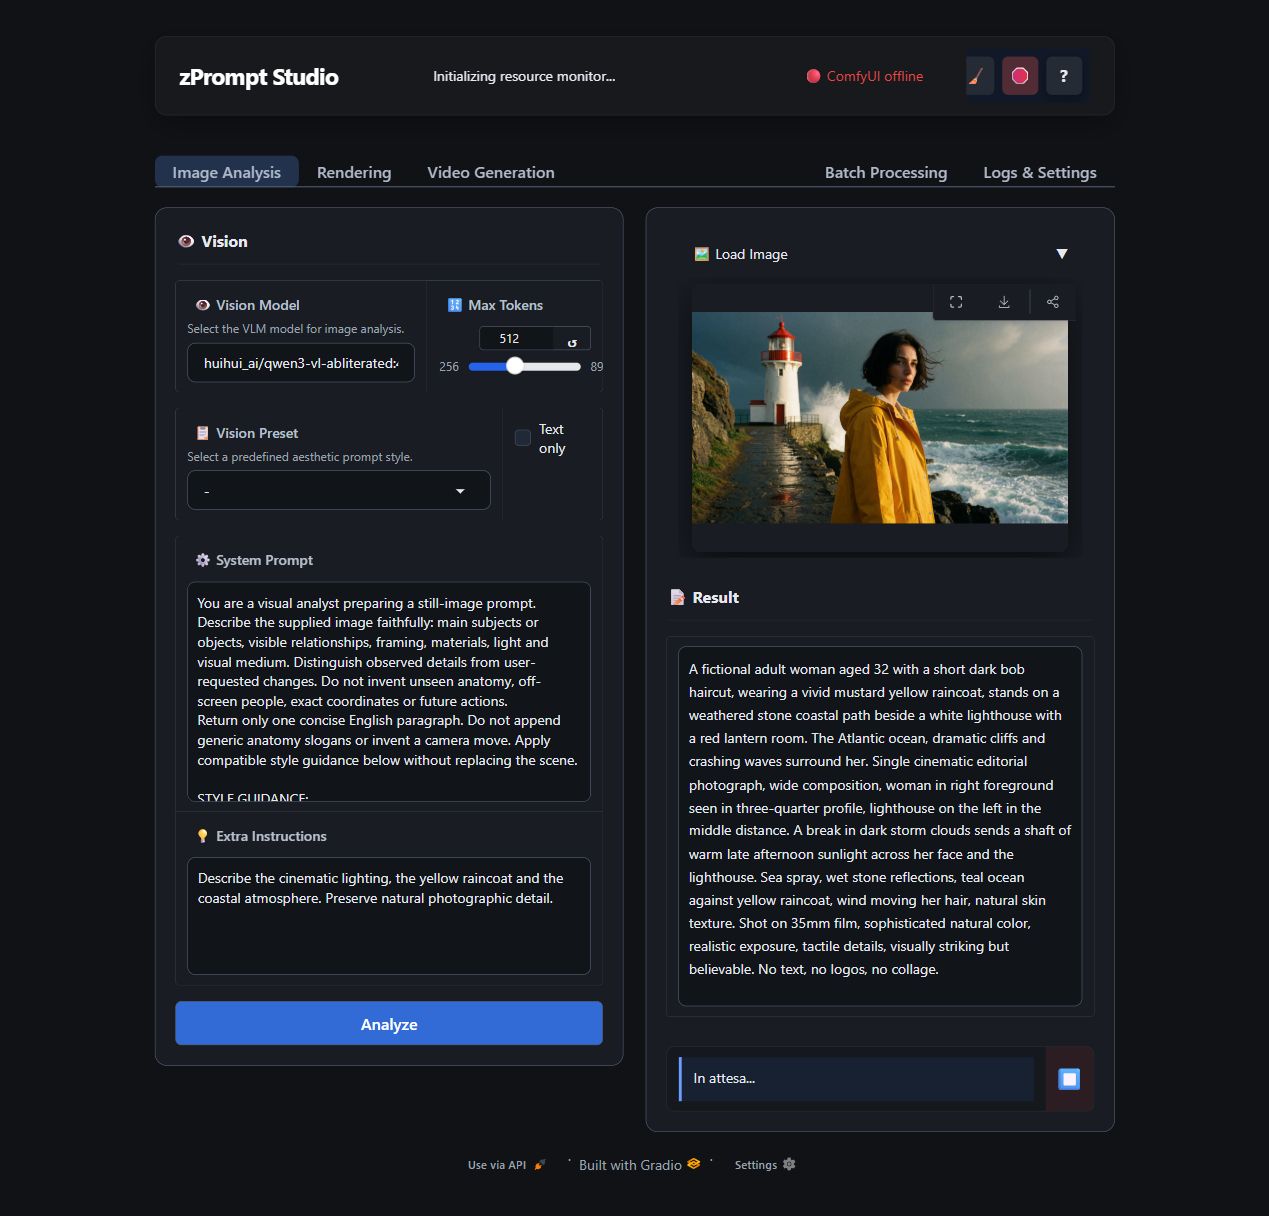 zPrompt Studio
Initializing resource monitor...
ComfyUI offline
?
Image Analysis
Rendering
Video Generation
Batch Processing
Logs & Settings
Vision
Vision Model
Select the VLM model for image analysis.
huihui_ai/qwen3-vl-abliterated:
Max Tokens
512
256
89
Vision Preset
Select a predefined aesthetic prompt style.
-
Text
only
System Prompt
You are a visual analyst preparing a still-image prompt.
Describe the supplied image faithfully: main subjects or
objects, visible relationships, framing, materials, light and
visual medium. Distinguish observed details from user-
requested changes. Do not invent unseen anatomy, off-
screen people, exact coordinates or future actions.
Return only one concise English paragraph. Do not append
generic anatomy slogans or invent a camera move. Apply
compatible style guidance below without replacing the scene.
STYLE GUIDANCE:
Extra Instructions
Describe the cinematic lighting, the yellow raincoat and the
coastal atmosphere. Preserve natural photographic detail.
Analyze
Load Image
Result
A fictional adult woman aged 32 with a short dark bob
haircut, wearing a vivid mustard yellow raincoat, stands on a
weathered stone coastal path beside a white lighthouse with
a red lantern room. The Atlantic ocean, dramatic cliffs and
crashing waves surround her. Single cinematic editorial
photograph, wide composition, woman in right foreground
seen in three-quarter profile, lighthouse on the left in the
middle distance. A break in dark storm clouds sends a shaft of
warm late afternoon sunlight across her face and the
lighthouse. Sea spray, wet stone reflections, teal ocean
against yellow raincoat, wind moving her hair, natural skin
texture. Shot on 35mm film, sophisticated natural color,
realistic exposure, tactile details, visually striking but
believable. No text, no logos, no collage.
In attesa...
Use via API
·
Built with Gradio
·
Settings